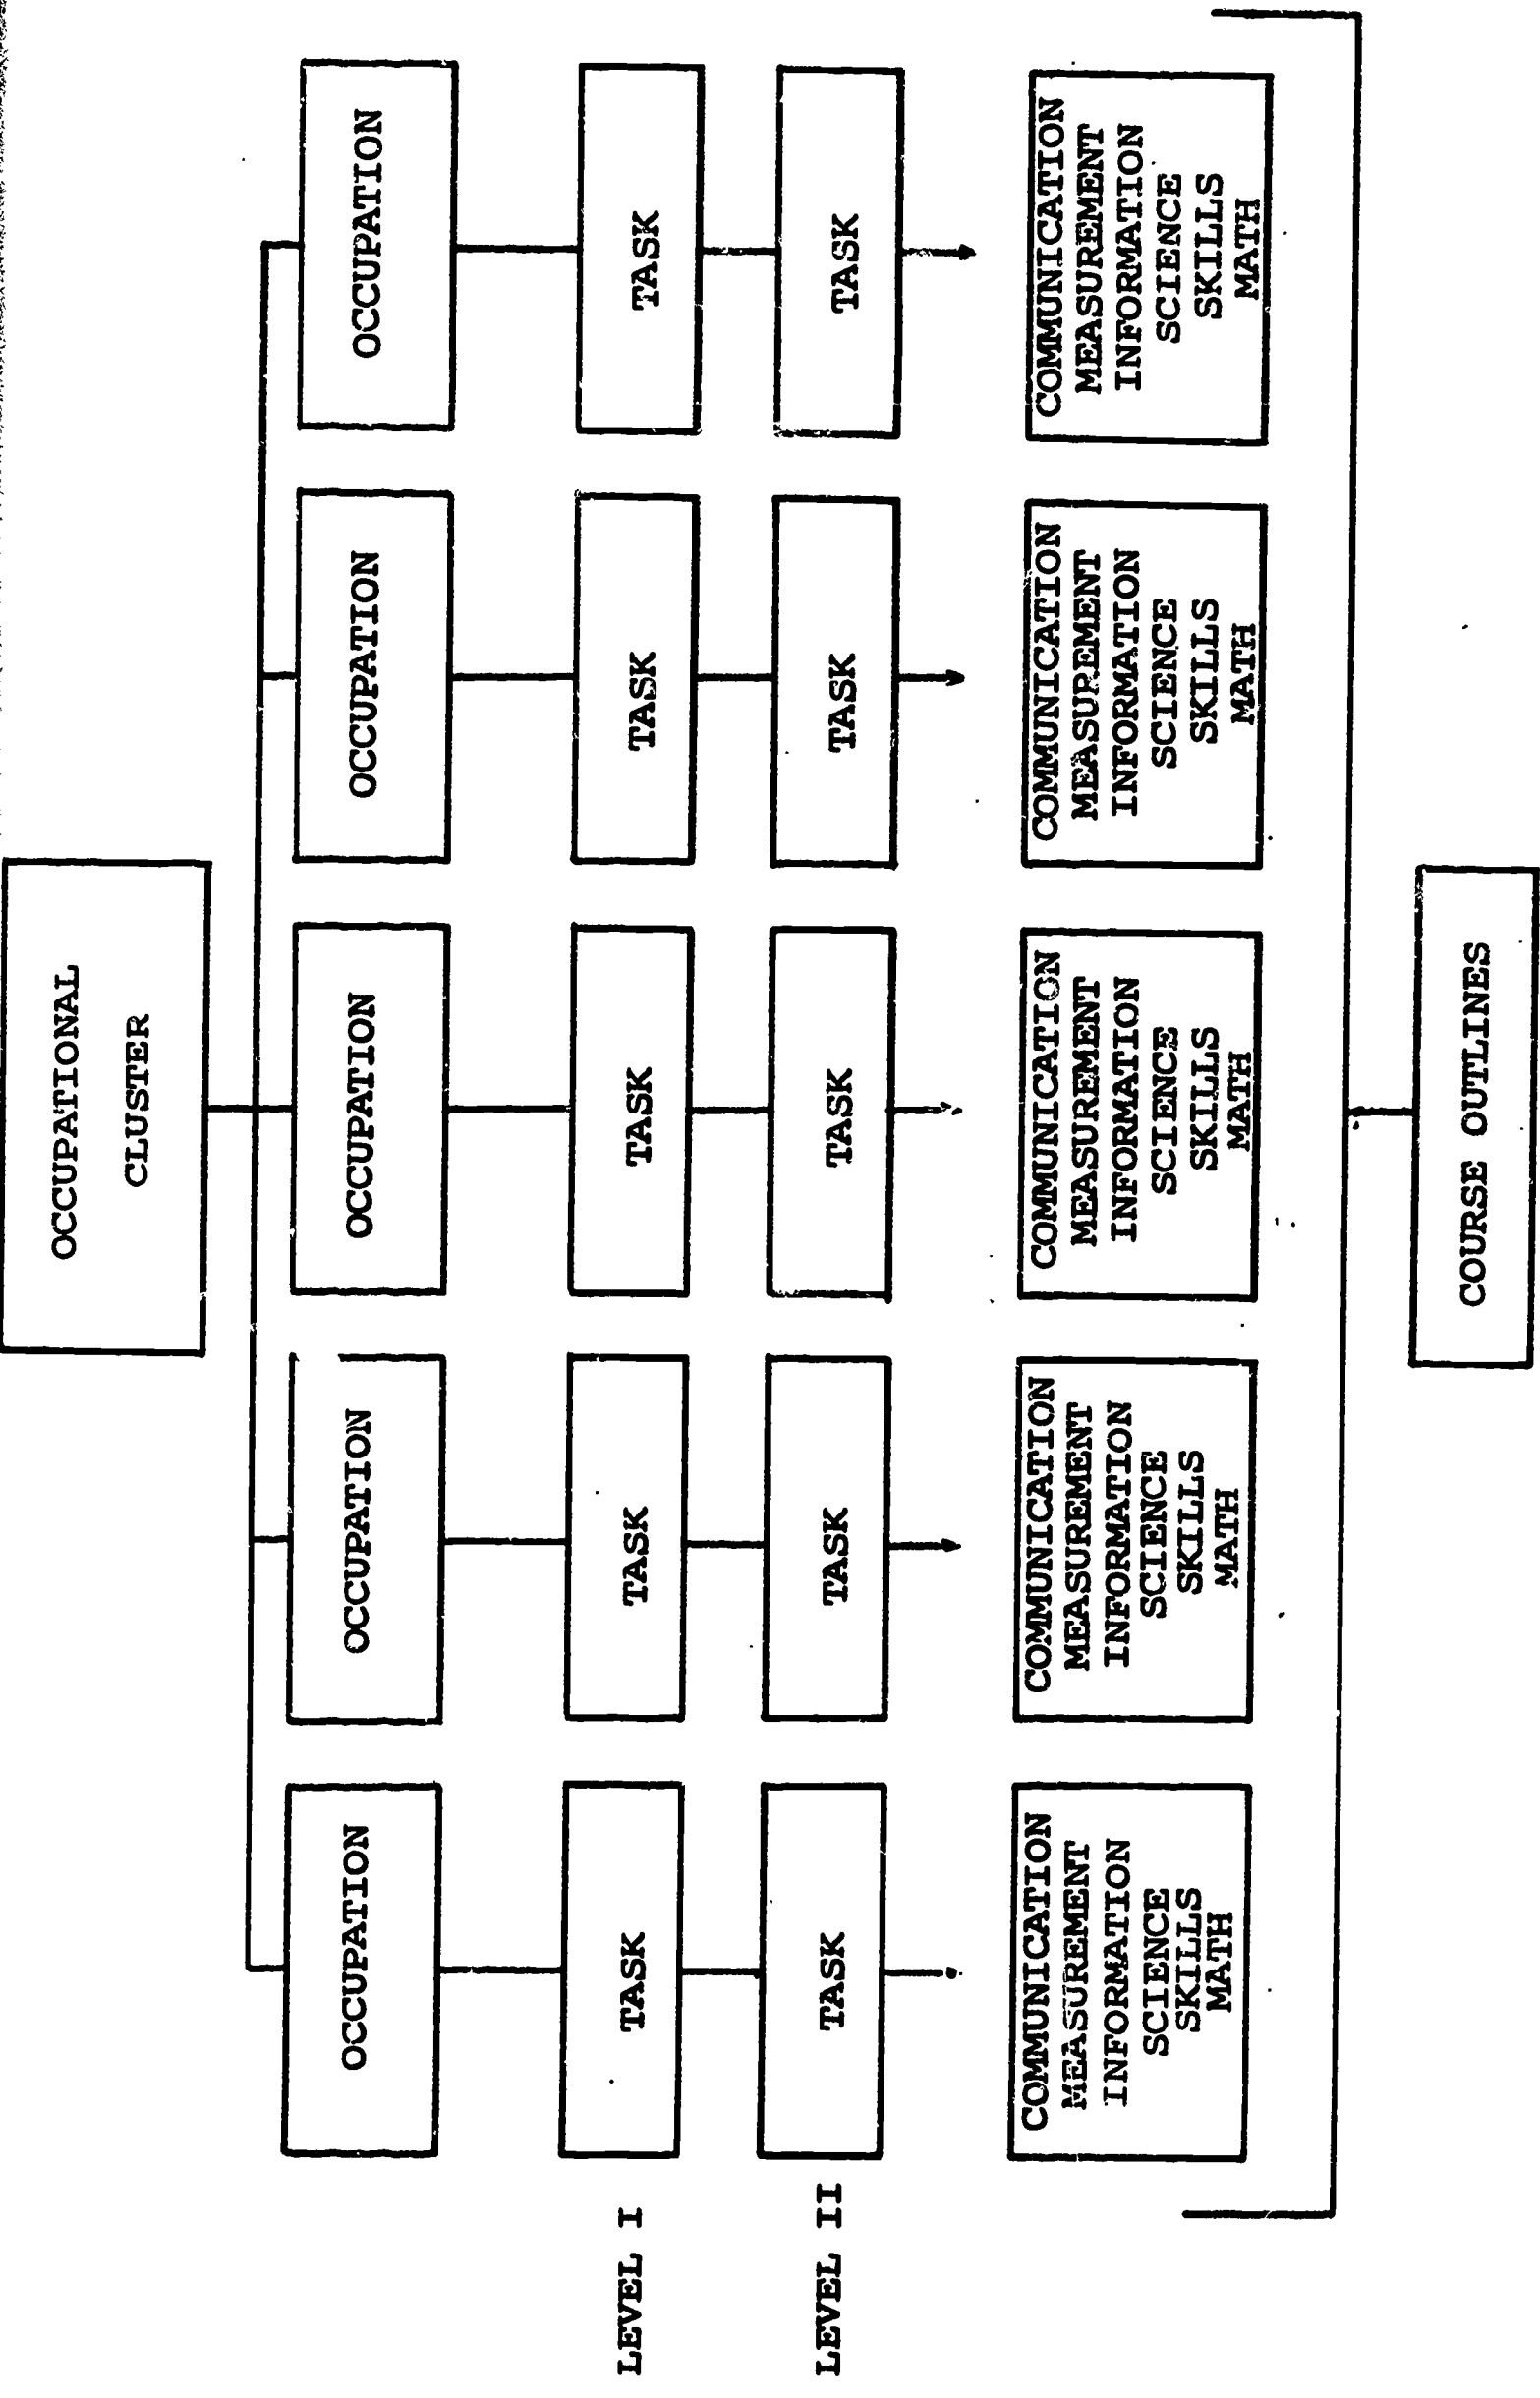 OCCUPATIONAL
CLUSTER
OCCUPATION
OCCUPATION
OCCUPATION
OCCUPATION
OCCUPATION
LEVEL I
TASK
TASK
TASK
TASK
TASK
LEVEL II
TASK
TASK
TASK
TASK
TASK
COMMUNICATION
MEASUREMENT
INFORMATION
SCIENCE
SKILLS
MATH
COMMUNICATION
MEASUREMENT
INFORMATION
SCIENCE
SKILLS
MATH
COMMUNICATION
MEASUREMENT
INFORMATION
SCIENCE
SKILLS
MATH
COMMUNICATION
MEASUREMENT
INFORMATION
SCIENCE
SKILLS
MATH
COMMUNICATION
MEASUREMENT
INFORMATION
SCIENCE
SKILLS
MATH
COURSE OUTLINES